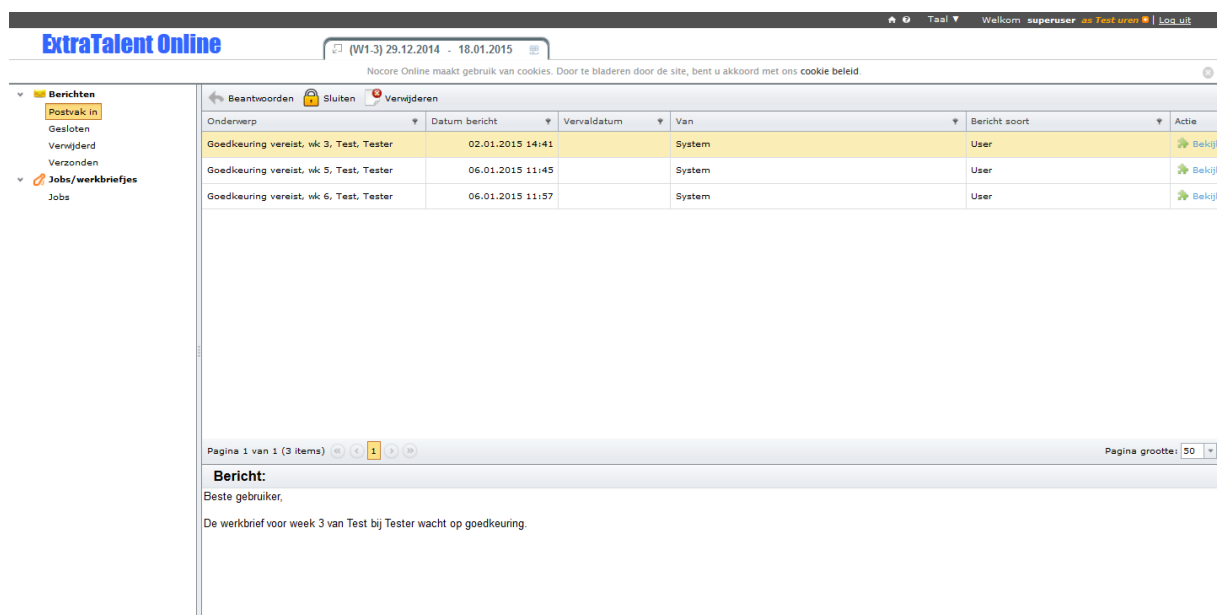 Taal ▼ Welkom superuser as Test uren | Log uit
ExtraTalent Online
(W1-3) 29.12.2014 - 18.01.2015
Nocore Online maakt gebruik van cookies. Door te bladeren door de site, bent u akkoord met ons cookie beleid.
Berichten
Postvak in
Gesloten
Verwijderd
Verzonden
Jobs/werkbriefjes
Jobs
Beantwoorden Sluiten Verwijderen
Onderwerp Datum bericht Vervaldatum Van Bericht soort Actie
Goedkeuring vereist, wk 3, Test, Tester 02.01.2015 14:41 System User Bekij
Goedkeuring vereist, wk 5, Test, Tester 06.01.2015 11:45 System User Bekij
Goedkeuring vereist, wk 6, Test, Tester 06.01.2015 11:57 System User Bekij
Pagina 1 van 1 (3 items) 1 Pagina grootte: 50
Bericht:
Beste gebruiker,
De werkbrief voor week 3 van Test bij Tester wacht op goedkeuring.